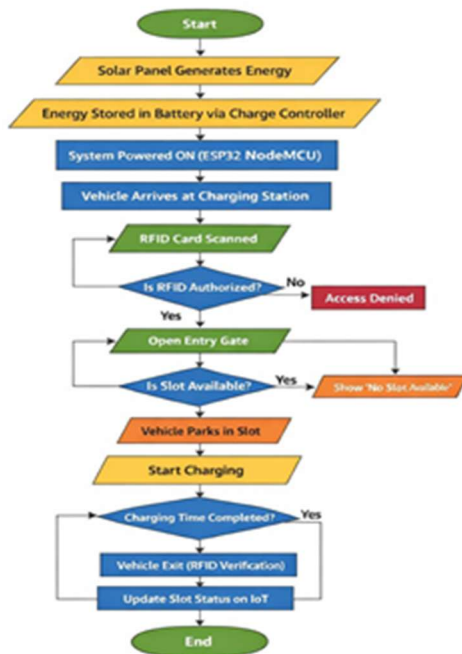 Start
Solar Panel Generates Energy
Energy Stored in Battery via Charge Controller
System Powered ON (ESP32 NodeMCU)
Vehicle Arrives at Charging Station
RFID Card Scanned
Is RFID Authorized?
No
Access Denied
Yes
Open Entry Gate
Is Slot Available?
Yes
Show 'No Slot Available'
Vehicle Parks in Slot
Start Charging
Charging Time Completed?
Yes
Vehicle Exit (RFID Verification)
Update Slot Status on IoT
End